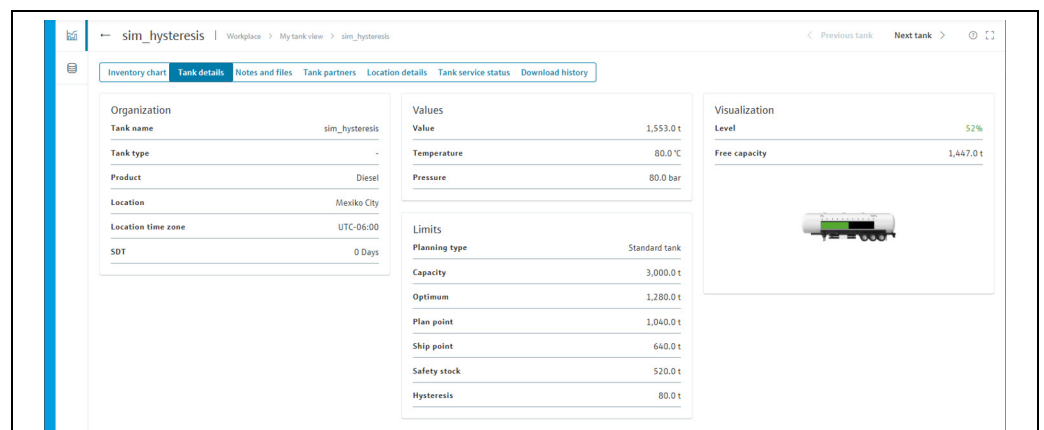 ← sim_hysteresis | Workplace > My tank view > sim_hysteresis < Previous tank Next tank >
Inventory chart Tank details Notes and files Tank partners Location details Tank service status Download history
Organization
Tank name sim_hysteresis
Tank type -
Product Diesel
Location Mexiko City
Location time zone UTC-06:00
SDT 0 Days
Values
Value 1,553.0 t
Temperature 80.0 °C
Pressure 80.0 bar
Limits
Planning type Standard tank
Capacity 3,000.0 t
Optimum 1,280.0 t
Plan point 1,040.0 t
Ship point 640.0 t
Safety stock 520.0 t
Hysteresis 80.0 t
Visualization
Level 52%
Free capacity 1,447.0 t